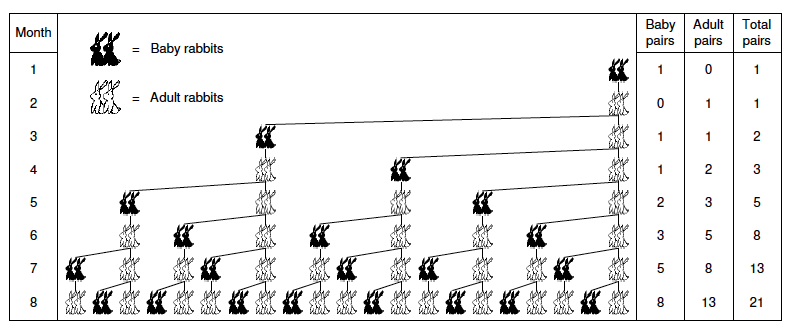 Month Baby pairs Adult pairs Total pairs
= Baby rabbits
= Adult rabbits
1 1 0 1
2 0 1 1
3 1 1 2
4 1 2 3
5 2 3 5
6 3 5 8
7 5 8 13
8 8 13 21